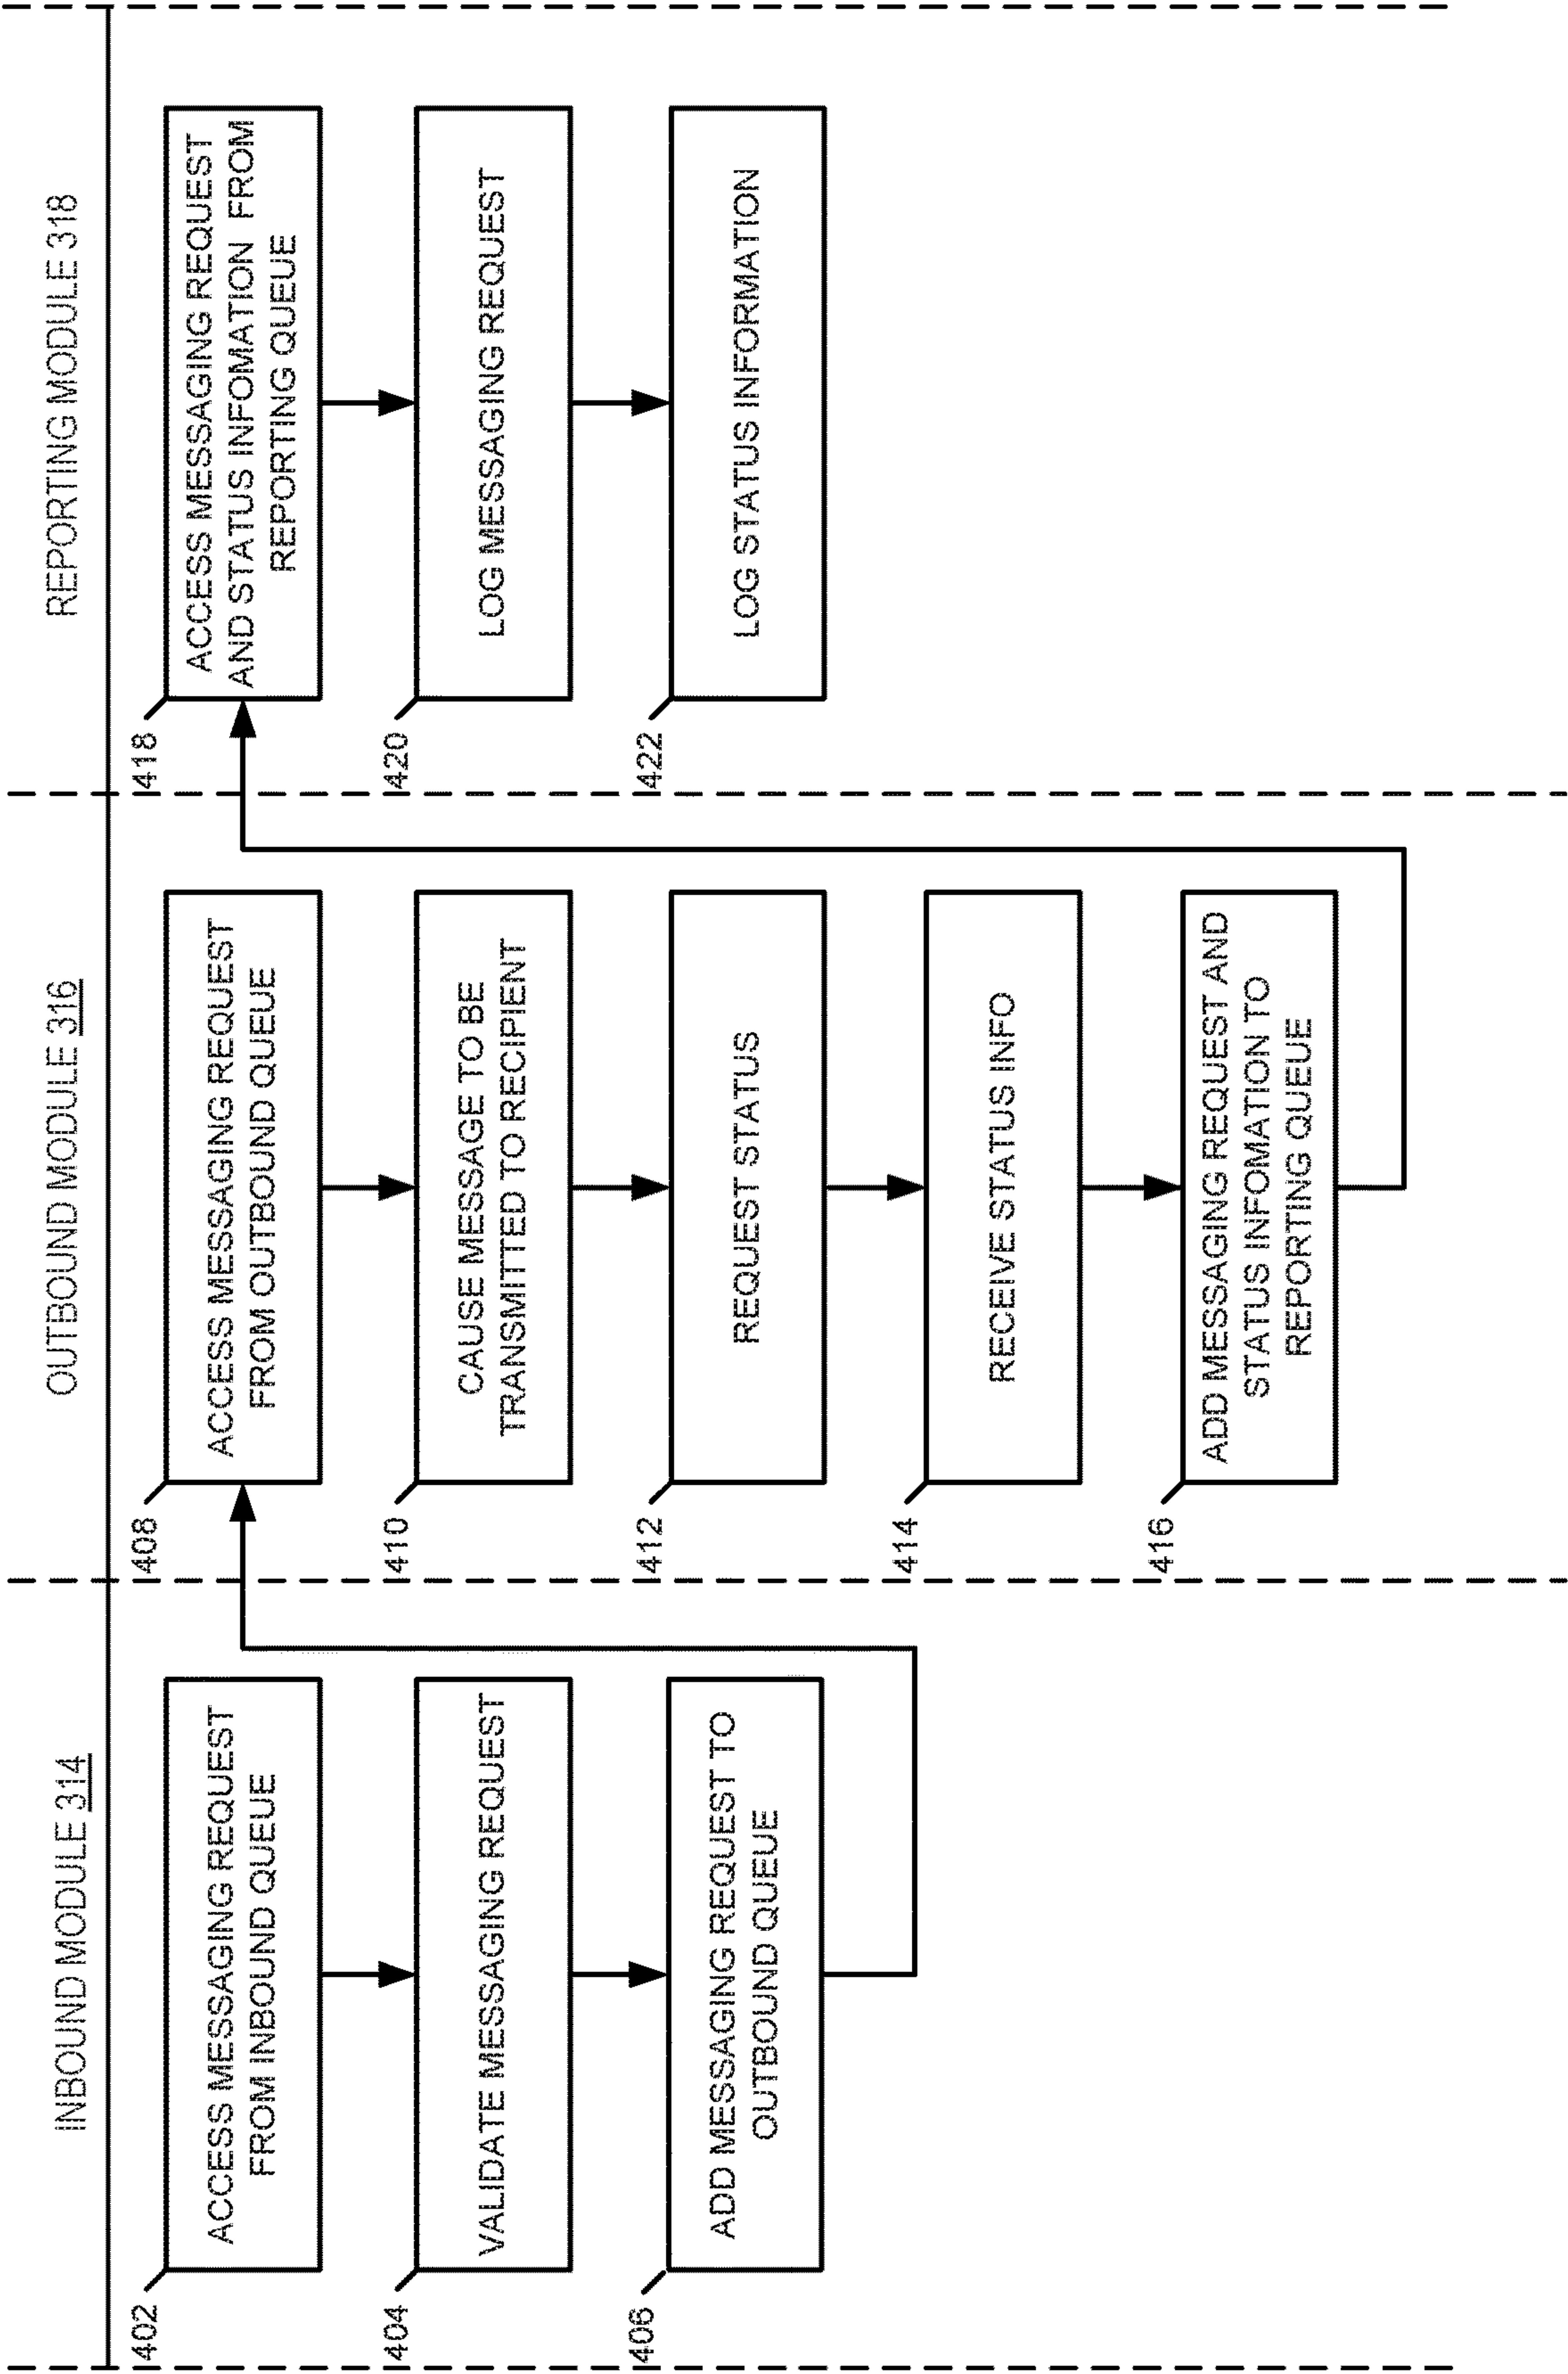 INBOUND MODULE 314
402
ACCESS MESSAGING REQUEST
FROM INBOUND QUEUE
404
VALIDATE MESSAGING REQUEST
406
ADD MESSAGING REQUEST TO
OUTBOUND QUEUE
OUTBOUND MODULE 316
408
ACCESS MESSAGING REQUEST
FROM OUTBOUND QUEUE
410
CAUSE MESSAGE TO BE
TRANSMITTED TO RECIPIENT
412
REQUEST STATUS
414
RECEIVE STATUS INFO
416
ADD MESSAGING REQUEST AND
STATUS INFOMATION TO
REPORTING QUEUE
REPORTING MODULE 318
418
ACCESS MESSAGING REQUEST
AND STATUS INFOMATION FROM
REPORTING QUEUE
420
LOG MESSAGING REQUEST
422
LOG STATUS INFORMATION